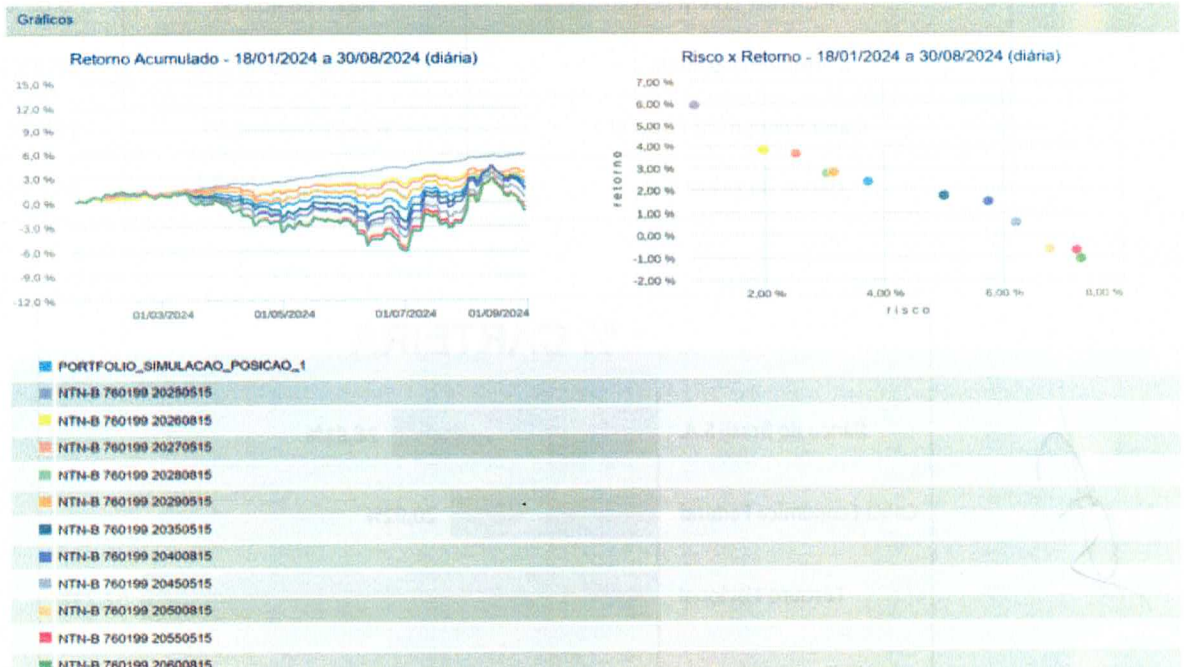 Gráficos
Retorno Acumulado - 18/01/2024 a 30/08/2024 (diária)
15,0 %
12,0 %
9,0 %
6,0 %
3,0 %
0,0 %
-3,0 %
-6,0 %
-9,0 %
-12,0 %
01/03/2024 01/05/2024 01/07/2024 01/09/2024
Risco x Retorno - 18/01/2024 a 30/08/2024 (diária)
7,00 %
6,00 %
5,00 %
4,00 %
3,00 %
2,00 %
1,00 %
0,00 %
-1,00 %
-2,00 %
retorno
2,00 % 4,00 % 6,00 % 8,00 %
risco
PORTFOLIO_SIMULACAO_POSICAO_1
NTN-B 760199 20250515
NTN-B 760199 20260815
NTN-B 760199 20270515
NTN-B 760199 20280815
NTN-B 760199 20290515
NTN-B 760199 20350515
NTN-B 760199 20400815
NTN-B 760199 20450515
NTN-B 760199 20500815
NTN-B 760199 20550515
NTN-B 760199 20600815